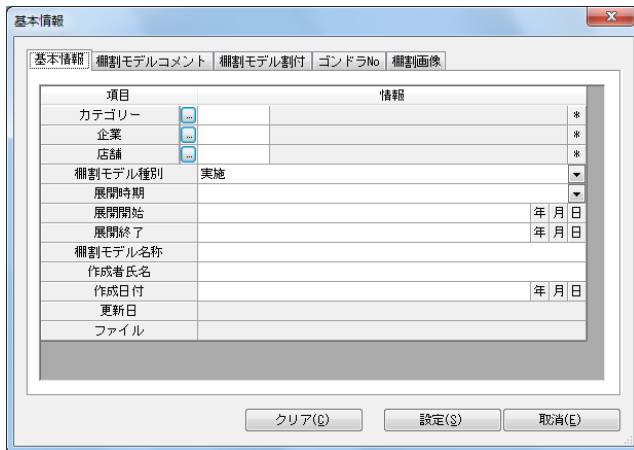 基本情報
基本情報 棚割モデルコメント 棚割モデル割付 ゴンドラNo 棚割画像
項目 情報
カテゴリー ... *
企業 ... *
店舗 ... *
棚割モデル種別 実施
展開時期
展開開始 年 月 日
展開終了 年 月 日
棚割モデル名称
作成者氏名
作成日付 年 月 日
更新日
ファイル
クリア(C) 設定(S) 取消(E)